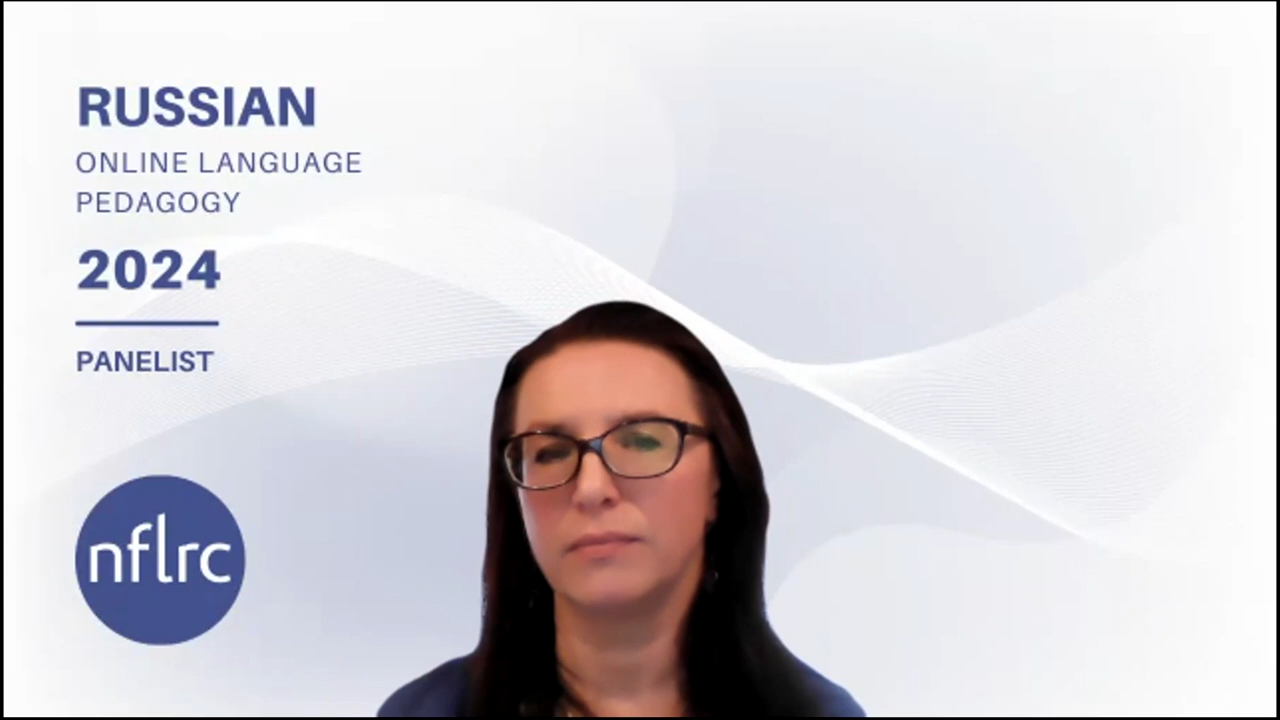 RUSSIAN
ONLINE LANGUAGE
PEDAGOGY
2024
PANELIST
nflrc